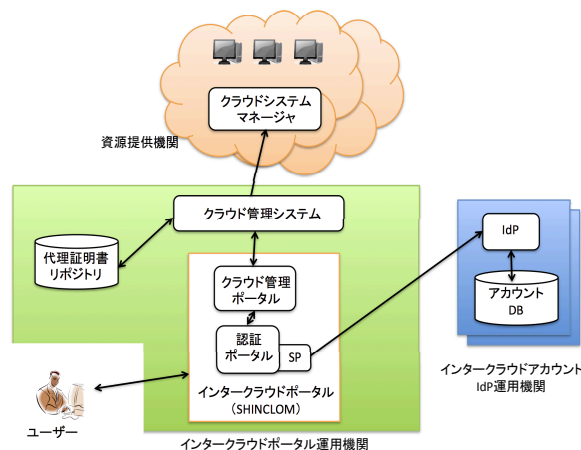 クラウドシステム
マネージャ
資源提供機関
クラウド管理システム
代理証明書
リポジトリ
クラウド管理
ポータル
認証
ポータル
SP
インタークラウドポータル
（SHINCLOM）
ユーザー
インタークラウドポータル運用機関
IdP
アカウント
DB
インタークラウドアカウント
IdP運用機関